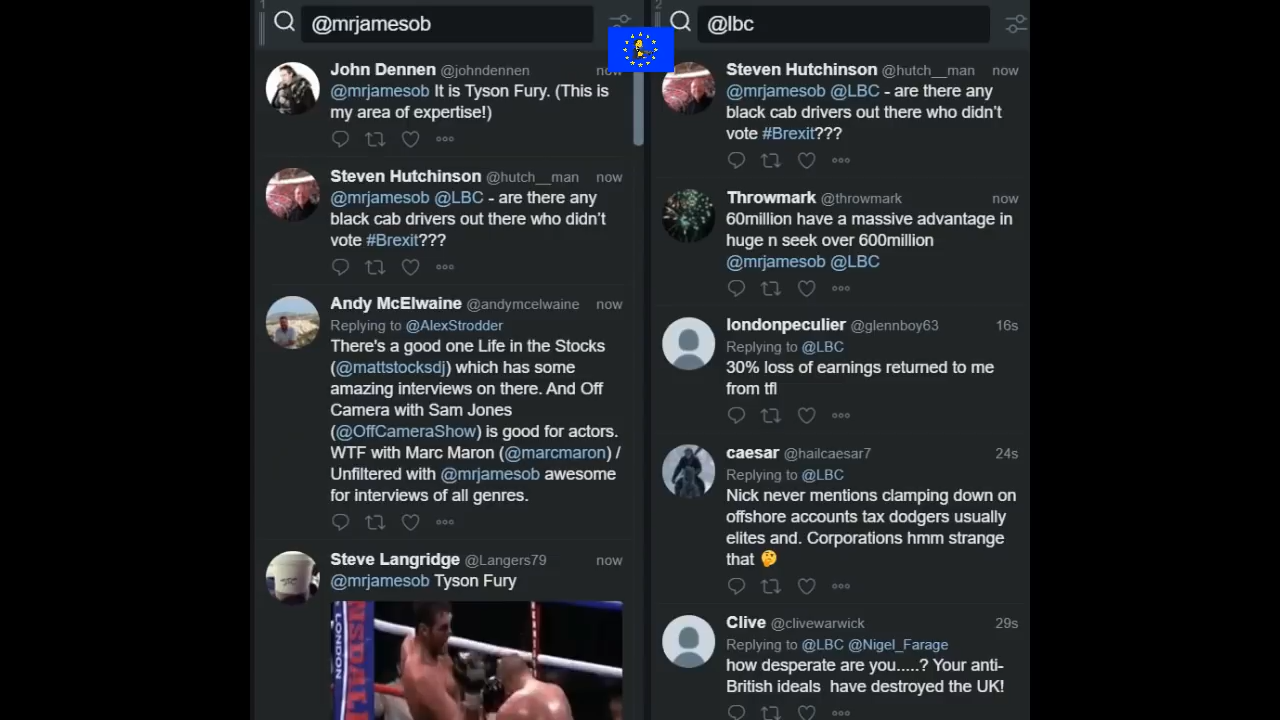 1
@mrjamesob
John Dennen @johndennen now
@mrjamesob It is Tyson Fury. (This is
my area of expertise!)
Steven Hutchinson @hutch__man now
@mrjamesob @LBC - are there any
black cab drivers out there who didn't
vote #Brexit???
Andy McElwaine @andymcelwaine now
Replying to @AlexStrodder
There's a good one Life in the Stocks
(@mattstocksdj) which has some
amazing interviews on there. And Off
Camera with Sam Jones
(@OffCameraShow) is good for actors.
WTF with Marc Maron (@marcmaron) /
Unfiltered with @mrjamesob awesome
for interviews of all genres.
Steve Langridge @Langers79 now
@mrjamesob Tyson Fury
LONDON
2
@lbc
Steven Hutchinson @hutch__man now
@mrjamesob @LBC - are there any
black cab drivers out there who didn't
vote #Brexit???
Throwmark @throwmark now
60million have a massive advantage in
huge n seek over 600million
@mrjamesob @LBC
londonpeculier @glennboy63 16s
Replying to @LBC
30% loss of earnings returned to me
from tfl
caesar @hailcaesar7 24s
Replying to @LBC
Nick never mentions clamping down on
offshore accounts tax dodgers usually
elites and. Corporations hmm strange
that 🤔
Clive @clivewarwick 29s
Replying to @LBC @Nigel_Farage
how desperate are you.....? Your anti-
British ideals  have destroyed the UK!